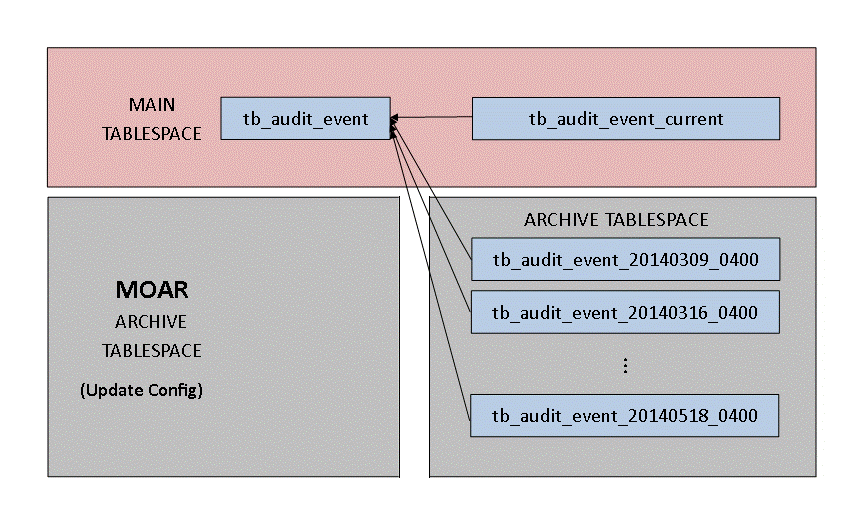 MAIN
TABLESPACE
tb_audit_event
tb_audit_event_current
MOAR
ARCHIVE
TABLESPACE
(Update Config)
ARCHIVE TABLESPACE
tb_audit_event_20140309_0400
tb_audit_event_20140316_0400
⋮
tb_audit_event_20140518_0400